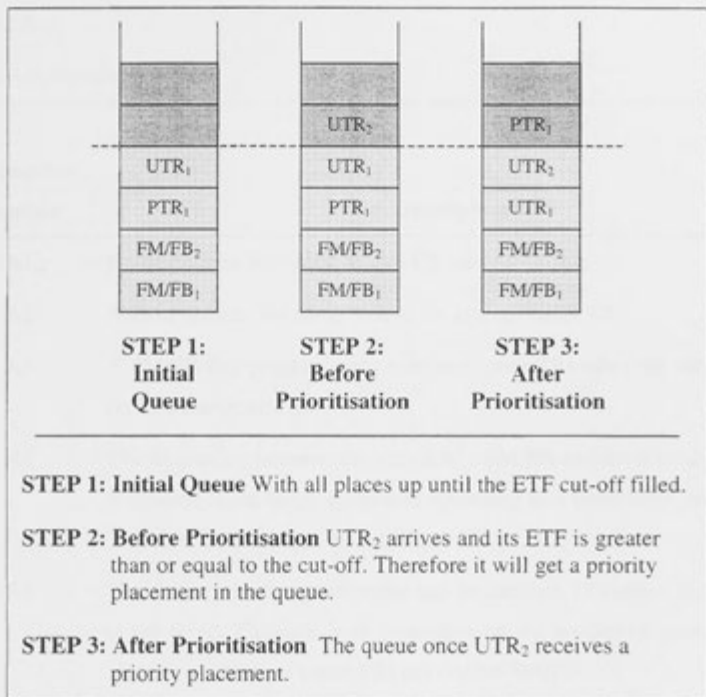 UTR₂ PTR₁
UTR₁ UTR₁ UTR₂
PTR₁ PTR₁ UTR₁
FM/FB₂ FM/FB₂ FM/FB₂
FM/FB₁ FM/FB₁ FM/FB₁
STEP 1: STEP 2: STEP 3:
Initial Before After
Queue Prioritisation Prioritisation
STEP 1: Initial Queue With all places up until the ETF cut-off filled.
STEP 2: Before Prioritisation UTR₂ arrives and its ETF is greater
than or equal to the cut-off. Therefore it will get a priority
placement in the queue.
STEP 3: After Prioritisation The queue once UTR₂ receives a
priority placement.